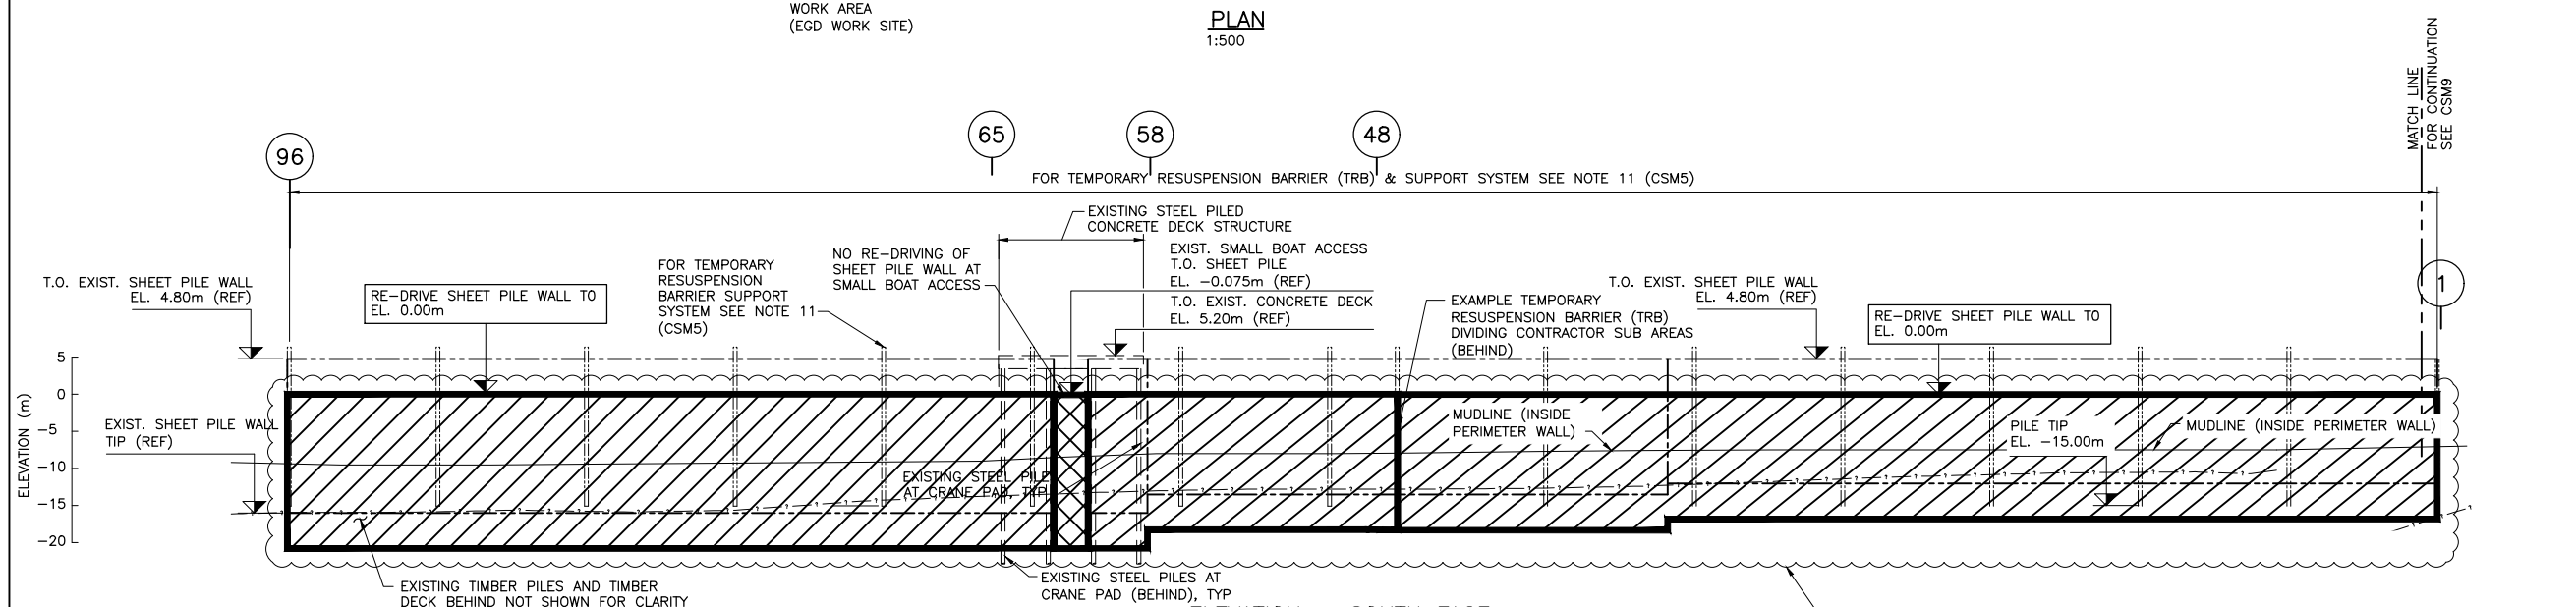 WORK AREA
(EGD WORK SITE)
PLAN
1:500
MATCH LINE
FOR CONTINUATION
SEE CSM9
96
65
58
48
1
FOR TEMPORARY RESUSPENSION BARRIER (TRB) & SUPPORT SYSTEM SEE NOTE 11 (CSM5)
EXISTING STEEL PILED
CONCRETE DECK STRUCTURE
T.O. EXIST. SHEET PILE WALL
EL. 4.80m (REF)
RE-DRIVE SHEET PILE WALL TO
EL. 0.00m
FOR TEMPORARY
RESUSPENSION
BARRIER SUPPORT
SYSTEM SEE NOTE 11
(CSM5)
NO RE-DRIVING OF
SHEET PILE WALL AT
SMALL BOAT ACCESS
EXIST. SMALL BOAT ACCESS
T.O. SHEET PILE
EL. -0.075m (REF)
T.O. EXIST. CONCRETE DECK
EL. 5.20m (REF)
EXAMPLE TEMPORARY
RESUSPENSION BARRIER (TRB)
DIVIDING CONTRACTOR SUB AREAS
(BEHIND)
T.O. EXIST. SHEET PILE WALL
EL. 4.80m (REF)
RE-DRIVE SHEET PILE WALL TO
EL. 0.00m
ELEVATION (m)
5
0
-5
-10
-15
-20
EXIST. SHEET PILE WALL
TIP (REF)
EXISTING STEEL PILE
AT CRANE PAD, TYP
MUDLINE (INSIDE
PERIMETER WALL)
PILE TIP
EL. -15.00m
MUDLINE (INSIDE PERIMETER WALL)
EXISTING TIMBER PILES AND TIMBER
DECK BEHIND NOT SHOWN FOR CLARITY
EXISTING STEEL PILES AT
CRANE PAD (BEHIND), TYP